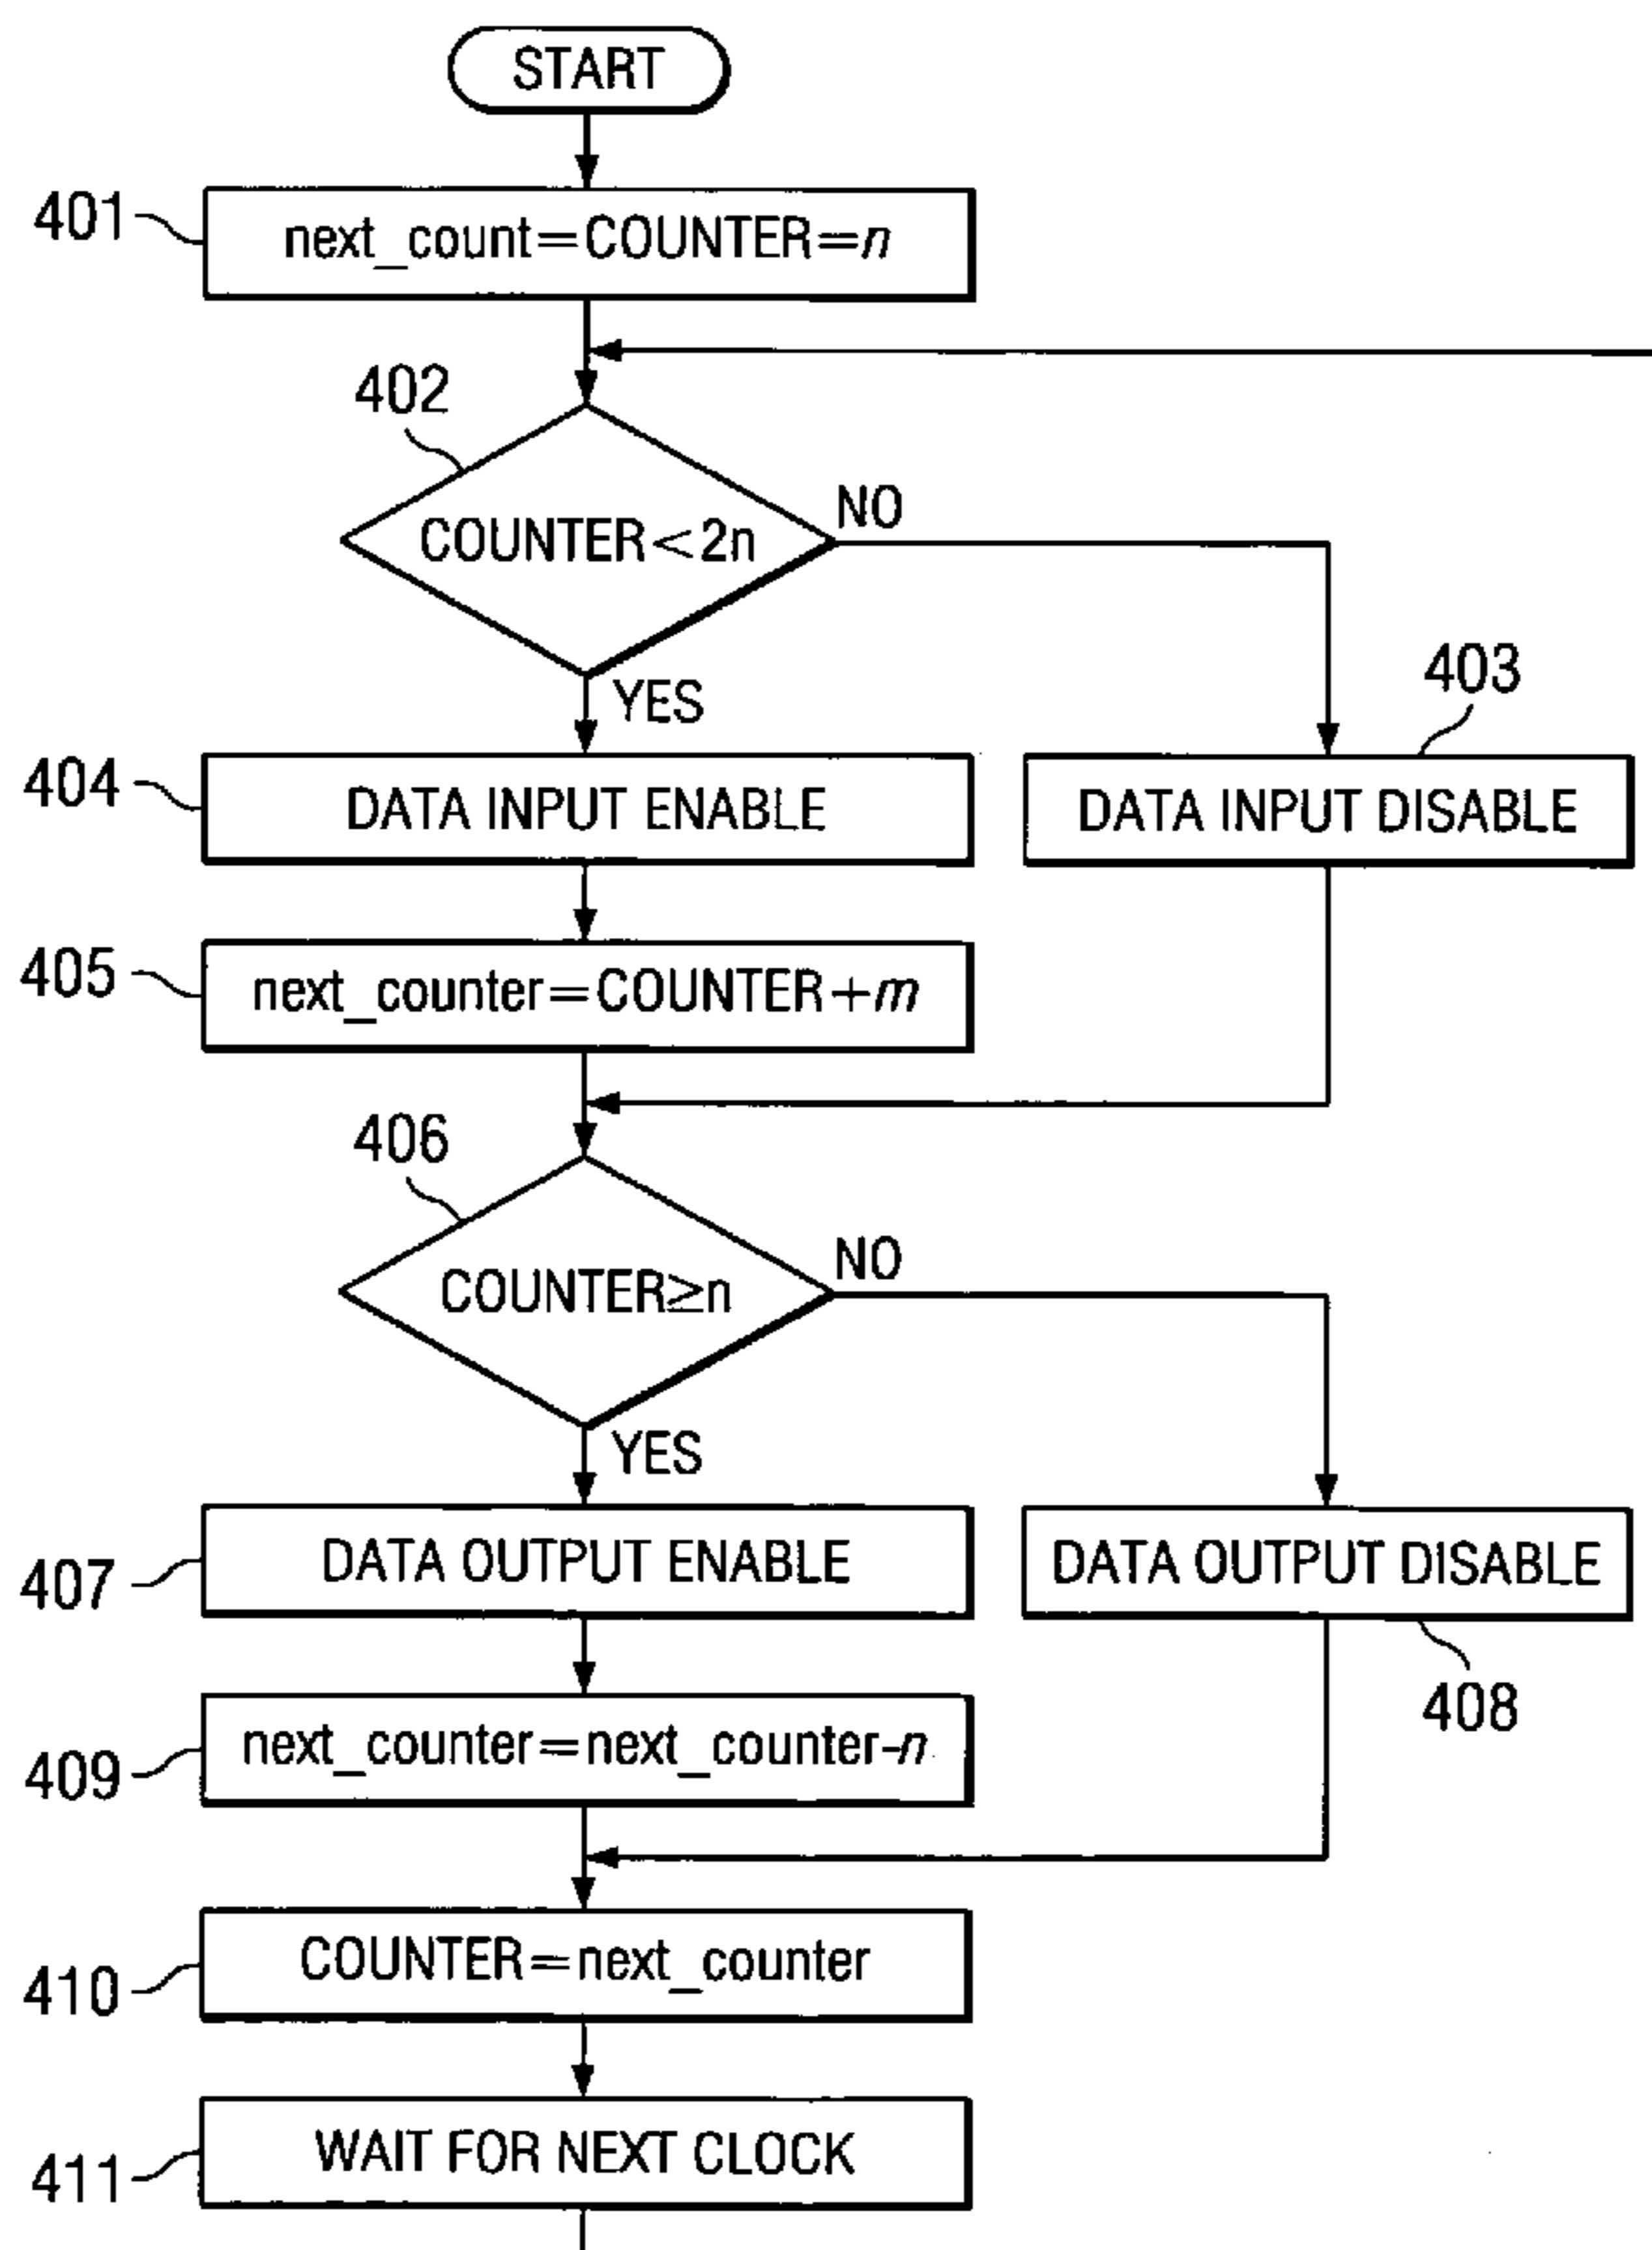 START
401
next_count=COUNTER=n
402
COUNTER<2n
NO
YES
403
404
DATA INPUT ENABLE
DATA INPUT DISABLE
405
next_counter=COUNTER+m
406
COUNTER≥n
NO
YES
407
DATA OUTPUT ENABLE
DATA OUTPUT DISABLE
408
409
next_counter=next_counter-n
410
COUNTER=next_counter
411
WAIT FOR NEXT CLOCK